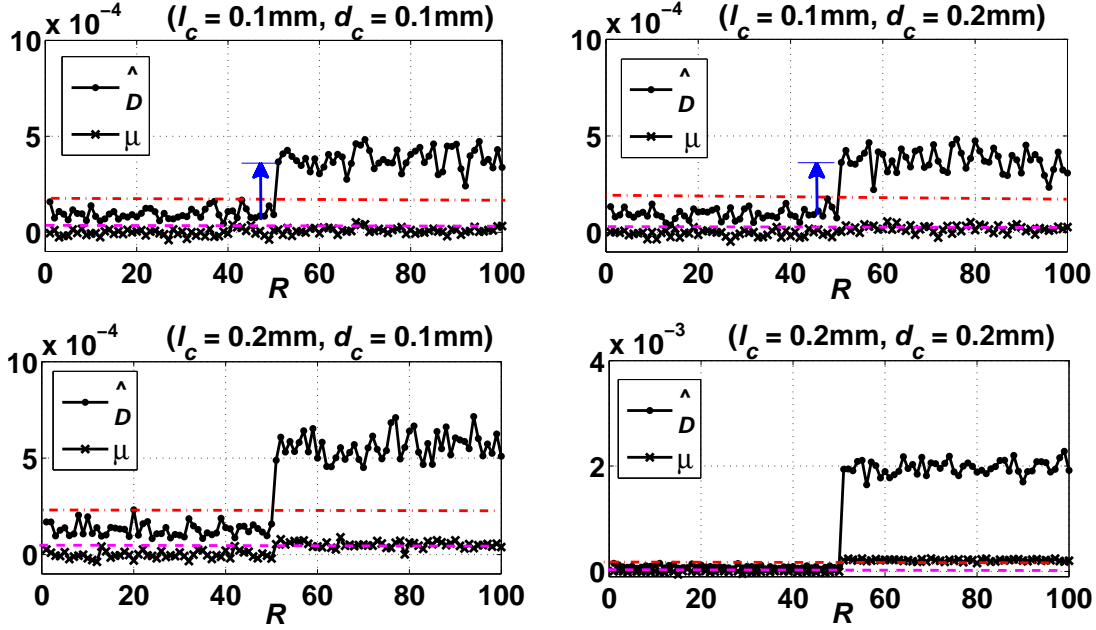 x 10⁻⁴ (l_c = 0.1mm, d_c = 0.1mm)
10
5
0
^
D
μ
0 20 40 60 80 100
R
x 10⁻⁴ (l_c = 0.1mm, d_c = 0.2mm)
10
5
0
^
D
μ
0 20 40 60 80 100
R
x 10⁻⁴ (l_c = 0.2mm, d_c = 0.1mm)
10
5
0
^
D
μ
0 20 40 60 80 100
R
x 10⁻³ (l_c = 0.2mm, d_c = 0.2mm)
4
2
0
^
D
μ
0 20 40 60 80 100
R